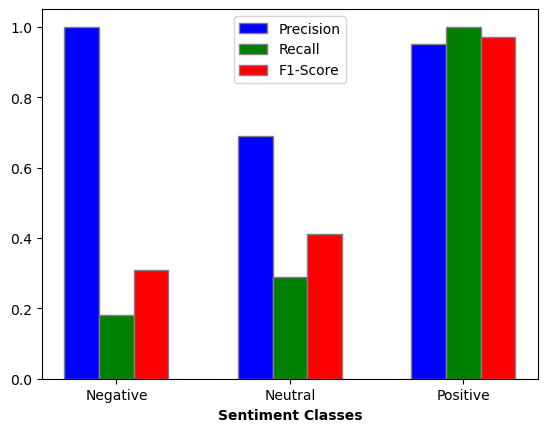 Precision
Recall
F1-Score
1.0
0.8
0.6
0.4
0.2
0.0
Negative Neutral Positive
Sentiment Classes